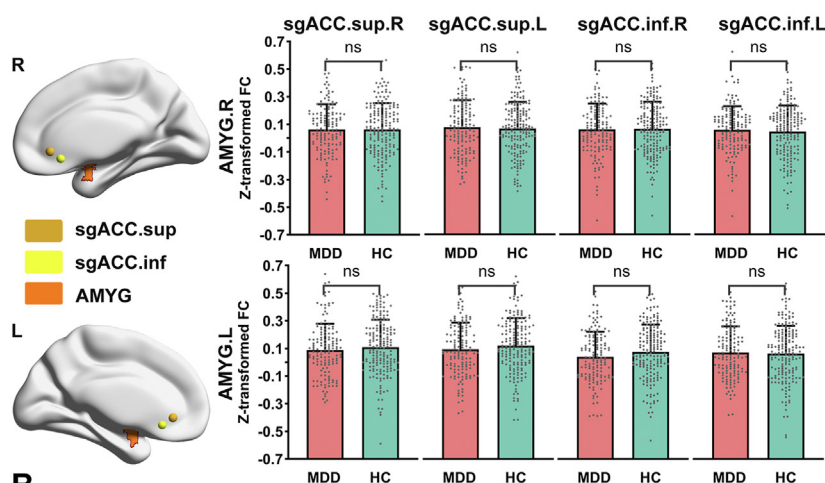 sgACC.sup.R sgACC.sup.L sgACC.inf.R sgACC.inf.L
R
AMYG.R
Z-transformed FC
0.7
0.5
0.3
0.1
-0.1
-0.3
-0.5
-0.7
ns ns ns ns
MDD HC MDD HC MDD HC MDD HC
sgACC.sup
sgACC.inf
AMYG
L
AMYG.L
Z-transformed FC
0.7
0.5
0.3
0.1
-0.1
-0.3
-0.5
-0.7
ns ns ns ns
MDD HC MDD HC MDD HC MDD HC